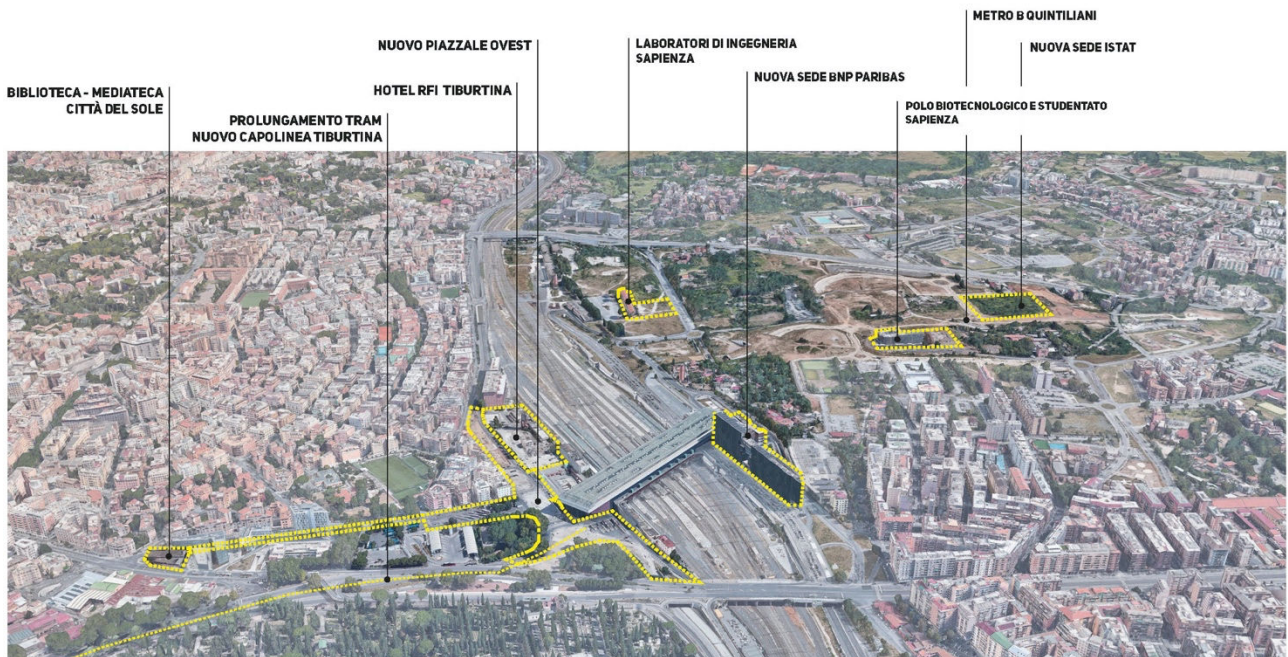 METRO B QUINTILIANI
NUOVO PIAZZALE OVEST
LABORATORI DI INGEGNERIA
SAPIENZA
NUOVA SEDE ISTAT
NUOVA SEDE BNP PARIBAS
HOTEL RFI TIBURTINA
BIBLIOTECA - MEDIATECA
CITTÀ DEL SOLE
POLO BIOTECNOLOGICO E STUDENTATO
SAPIENZA
PROLUNGAMENTO TRAM
NUOVO CAPOLINEA TIBURTINA